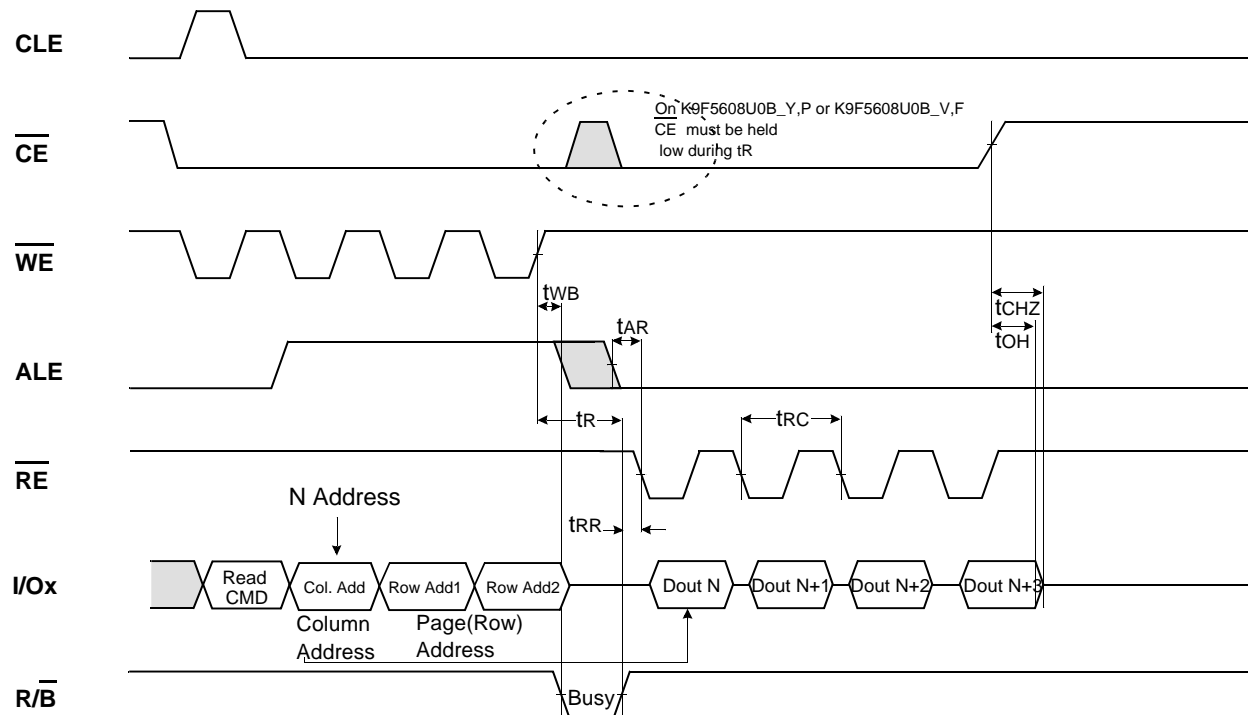 CLE
On K9F5608U0B_Y,P or K9F5608U0B_V,F
CE must be held
low during tR
CE
WE
tWB
tCHZ
tAR
tOH
ALE
tR
tRC
RE
N Address
tRR
I/Ox
Read
CMD
Col. Add
Row Add1
Row Add2
Dout N
Dout N+1
Dout N+2
Dout N+3
Column
Address
Page(Row)
Address
R/B
Busy